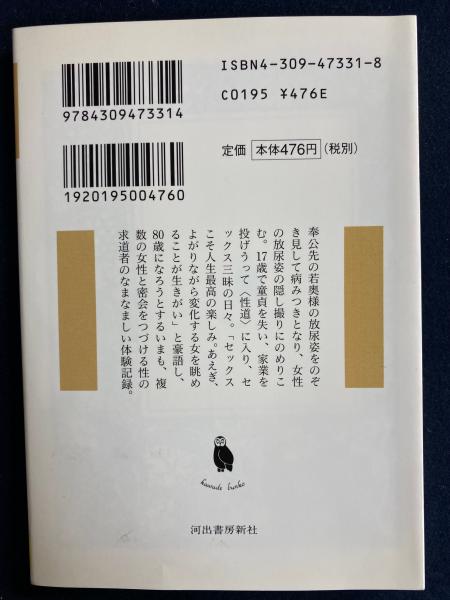 ISBN4-309-47331-8
C0195 ¥476E
9784309473314
定価 本体476円(税別)
1920195004760
奉公先の若奥様の放尿姿をのぞ
き見して病みつきとなり、女性
の放尿姿の隠し撮りにのめりこ
む。17歳で童貞を失い、家業を
投げうって〈性道〉に入り、セ
ックス三昧の日々。「セックス
こそ人生最高の楽しみ。あえぎ、
よがりながら変化する女を眺め
ることが生きがい」と豪語し、
80歳になろうとするいまも、複
数の女性と密会をつづける性の
求道者のなまなましい体験記録。
kawade bunko
河出書房新社